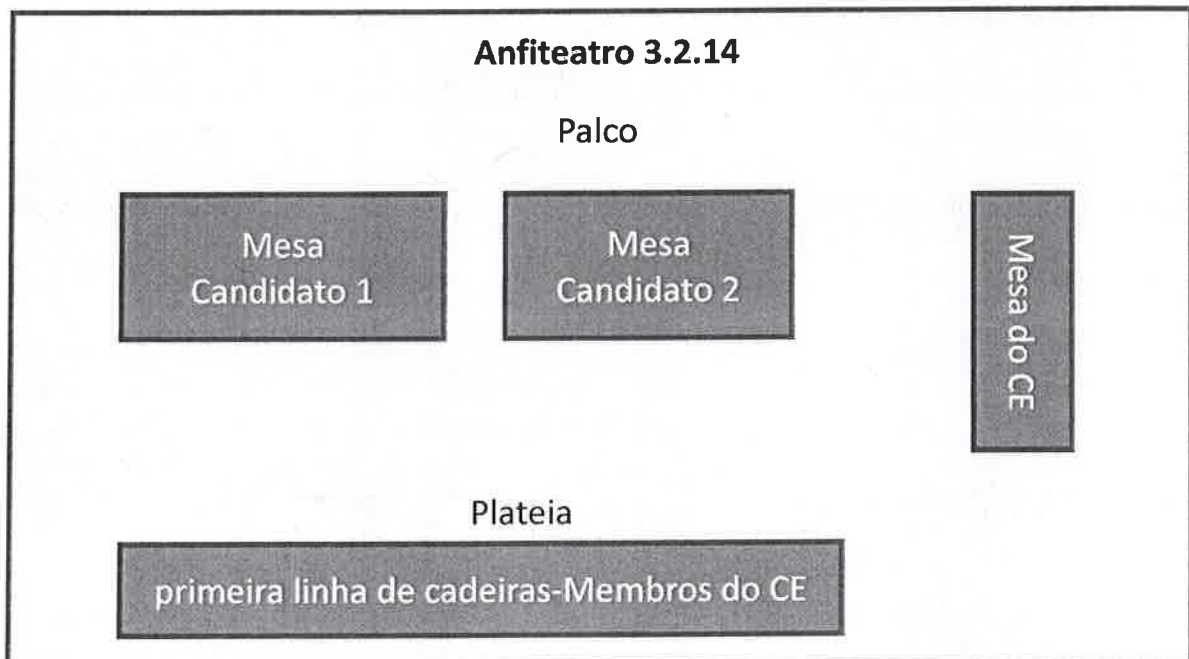 Anfiteatro 3.2.14
Palco
Mesa
Candidato 1
Mesa
Candidato 2
Mesa do CE
Plateia
primeira linha de cadeiras-Membros do CE